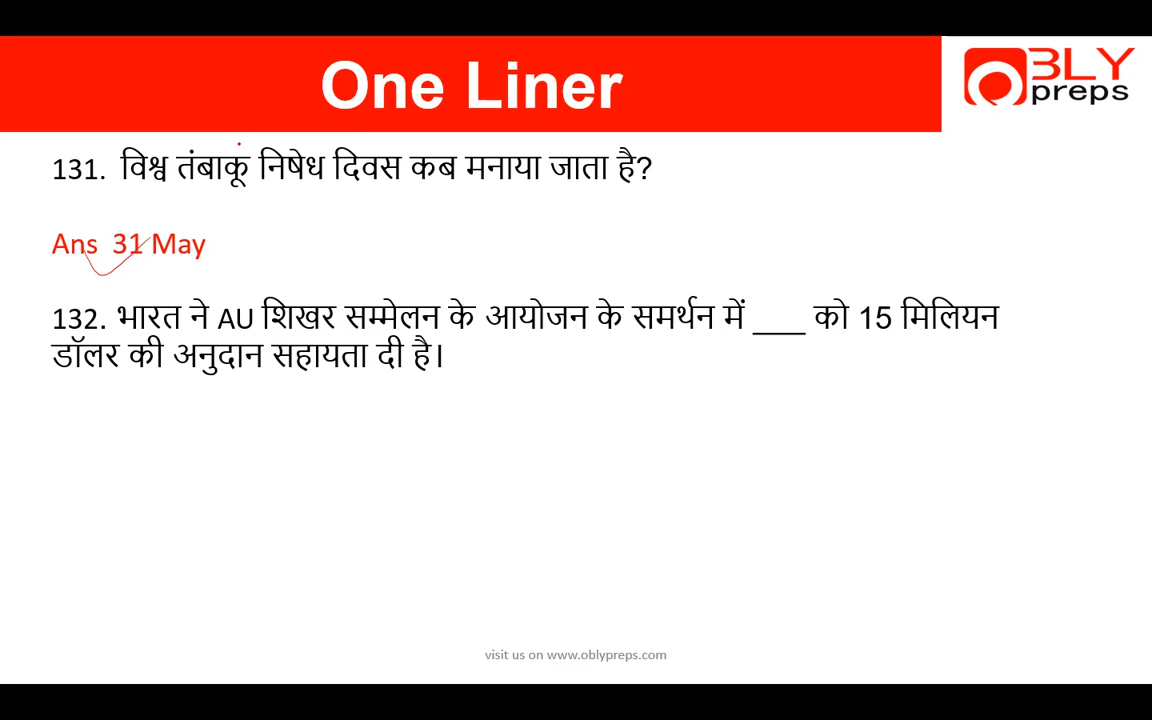 One Liner
OBLY
preps
131. विश्व तंबाकूं निषेध दिवस कब मनाया जाता है?
Ans 31 May
132. भारत ने AU शिखर सम्मेलन के आयोजन के समर्थन में ___ को 15 मिलियन
डॉलर की अनुदान सहायता दी है।
visit us on www.oblypreps.com